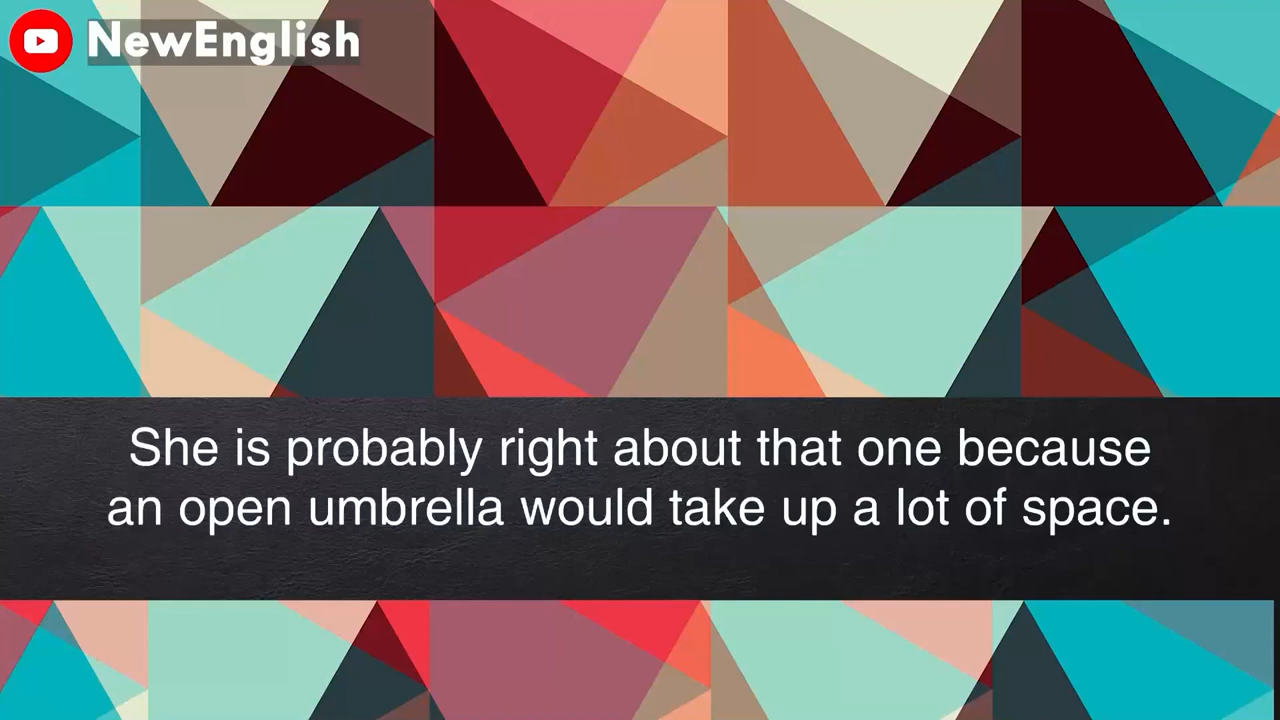 NewEnglish
She is probably right about that one because
an open umbrella would take up a lot of space.